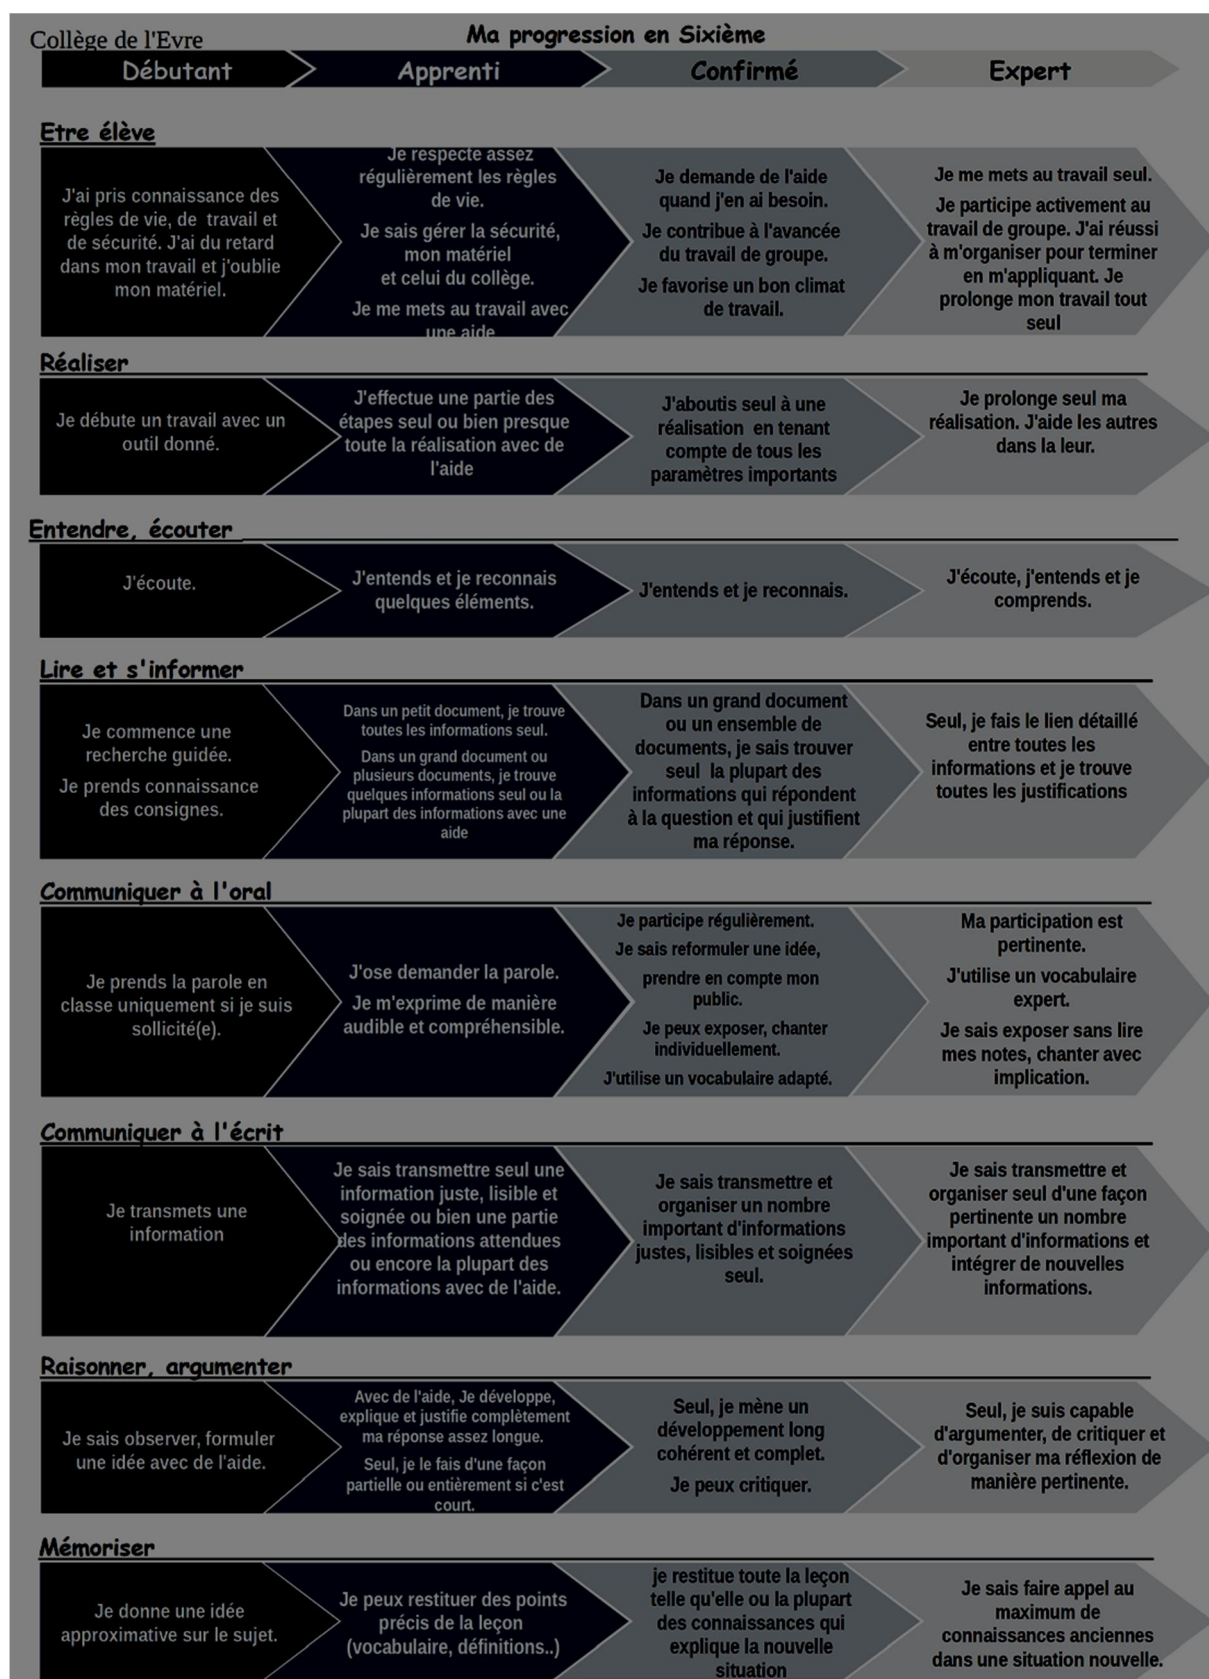 Collège de l'Evre
Ma progression en Sixième
Débutant
Apprenti
Confirmé
Expert
Etre élève
J'ai pris connaissance des
règles de vie, de travail et
de sécurité. J'ai du retard
dans mon travail et j'oublie
mon matériel.
Je respecte assez
régulièrement les règles
de vie.
Je sais gérer la sécurité,
mon matériel
et celui du collège.
Je me mets au travail avec
une aide
Je demande de l'aide
quand j'en ai besoin.
Je contribue à l'avancée
du travail de groupe.
Je favorise un bon climat
de travail.
Je me mets au travail seul.
Je participe activement au
travail de groupe. J'ai réussi
à m'organiser pour terminer
en m'appliquant. Je
prolonge mon travail tout
seul
Réaliser
Je débute un travail avec un
outil donné.
J'effectue une partie des
étapes seul ou bien presque
toute la réalisation avec de
l'aide
J'aboutis seul à une
réalisation en tenant
compte de tous les
paramètres importants
Je prolonge seul ma
réalisation. J'aide les autres
dans la leur.
Entendre, écouter
J'écoute.
J'entends et je reconnais
quelques éléments.
J'entends et je reconnais.
J'écoute, j'entends et je
comprends.
Lire et s'informer
Je commence une
recherche guidée.
Je prends connaissance
des consignes.
Dans un petit document, je trouve
toutes les informations seul.
Dans un grand document ou
plusieurs documents, je trouve
quelques informations seul ou la
plupart des informations avec une
aide
Dans un grand document
ou un ensemble de
documents, je sais trouver
seul la plupart des
informations qui répondent
à la question et qui justifient
ma réponse.
Seul, je fais le lien détaillé
entre toutes les
informations et je trouve
toutes les justifications
Communiquer à l'oral
Je prends la parole en
classe uniquement si je suis
sollicité(e).
J'ose demander la parole.
Je m'exprime de manière
audible et compréhensible.
Je participe régulièrement.
Je sais reformuler une idée,
prendre en compte mon
public.
Je peux exposer, chanter
individuellement.
J'utilise un vocabulaire adapté.
Ma participation est
pertinente.
J'utilise un vocabulaire
expert.
Je sais exposer sans lire
mes notes, chanter avec
implication.
Communiquer à l'écrit
Je transmets une
information
Je sais transmettre seul une
information juste, lisible et
soignée ou bien une partie
des informations attendues
ou encore la plupart des
informations avec de l'aide.
Je sais transmettre et
organiser un nombre
important d'informations
justes, lisibles et soignées
seul.
Je sais transmettre et
organiser seul d'une façon
pertinente un nombre
important d'informations et
intégrer de nouvelles
informations.
Raisonner, argumenter
Je sais observer, formuler
une idée avec de l'aide.
Avec de l'aide, Je développe,
explique et justifie complètement
ma réponse assez longue.
Seul, je le fais d'une façon
partielle ou entièrement si c'est
court.
Seul, je mène un
développement long
cohérent et complet.
Je peux critiquer.
Seul, je suis capable
d'argumenter, de critiquer et
d'organiser ma réflexion de
manière pertinente.
Mémoriser
Je donne une idée
approximative sur le sujet.
Je peux restituer des points
précis de la leçon
(vocabulaire, définitions..)
je restitue toute la leçon
telle qu'elle ou la plupart
des connaissances qui
explique la nouvelle
situation
Je sais faire appel au
maximum de
connaissances anciennes
dans une situation nouvelle.